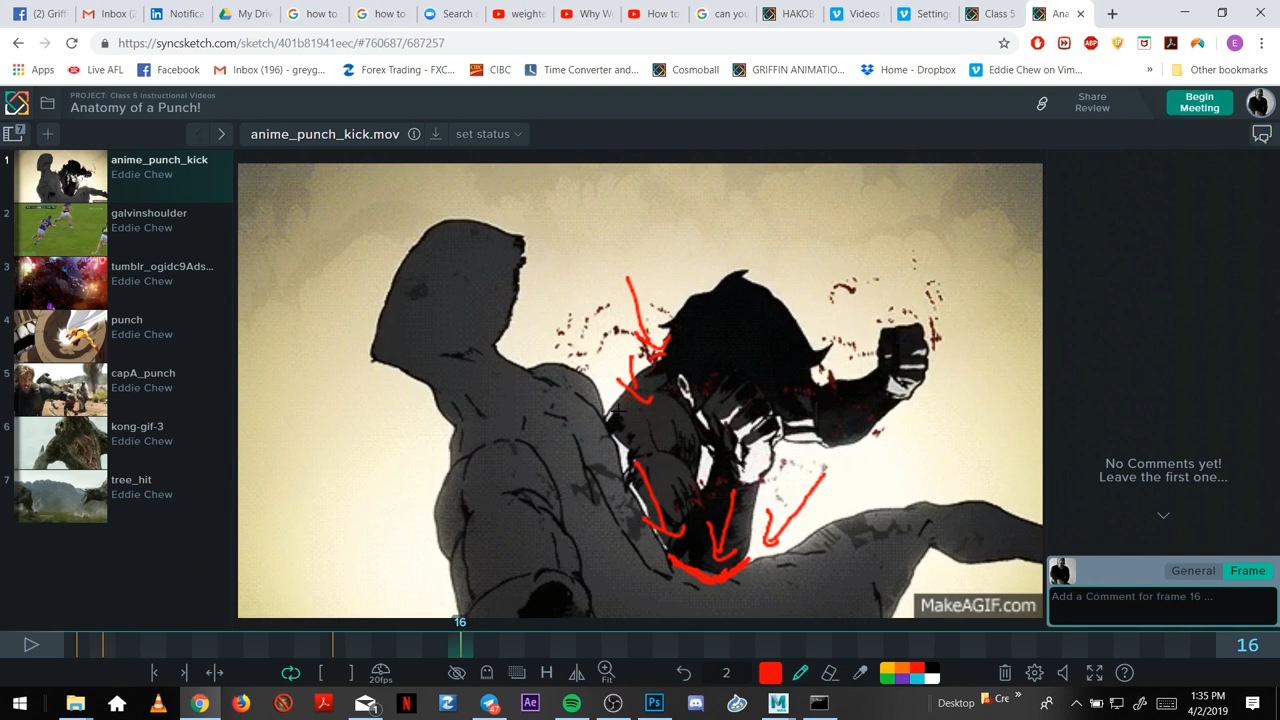 (2) Griff
Inbox (2)
Notifica
My Driv
how to
how to
Search
weighte
Why W
How to
can you
HAKOB
Videos
Setting
Class 5
Ana
https://syncsketch.com/sketch/401b81941eec/#760687/687257
Apps
Live AFL
Facebook
Inbox (196) - greyg...
Forex Trading - FXC...
CIBC
Time Converter and...
Cosmoball
GRIFFIN ANIMATIO...
Home - Dropbox
Eddie Chew on Vim...
»
Other bookmarks
PROJECT: Class 5 Instructional Videos
Anatomy of a Punch!
Share
Review
Begin
Meeting
7
anime_punch_kick.mov
set status
1
anime_punch_kick
Eddie Chew
2
galvinshoulder
Eddie Chew
3
tumblr_ogidc9Ads...
Eddie Chew
4
punch
Eddie Chew
5
capA_punch
Eddie Chew
6
kong-gif-3
Eddie Chew
7
tree_hit
Eddie Chew
MakeAGIF.com
No Comments yet!
Leave the first one...
General
Frame
Add a Comment for frame 16 ...
16
16
20fps
H
Fit
2
47
Desktop
Cre
»
1:35 PM
4/2/2019